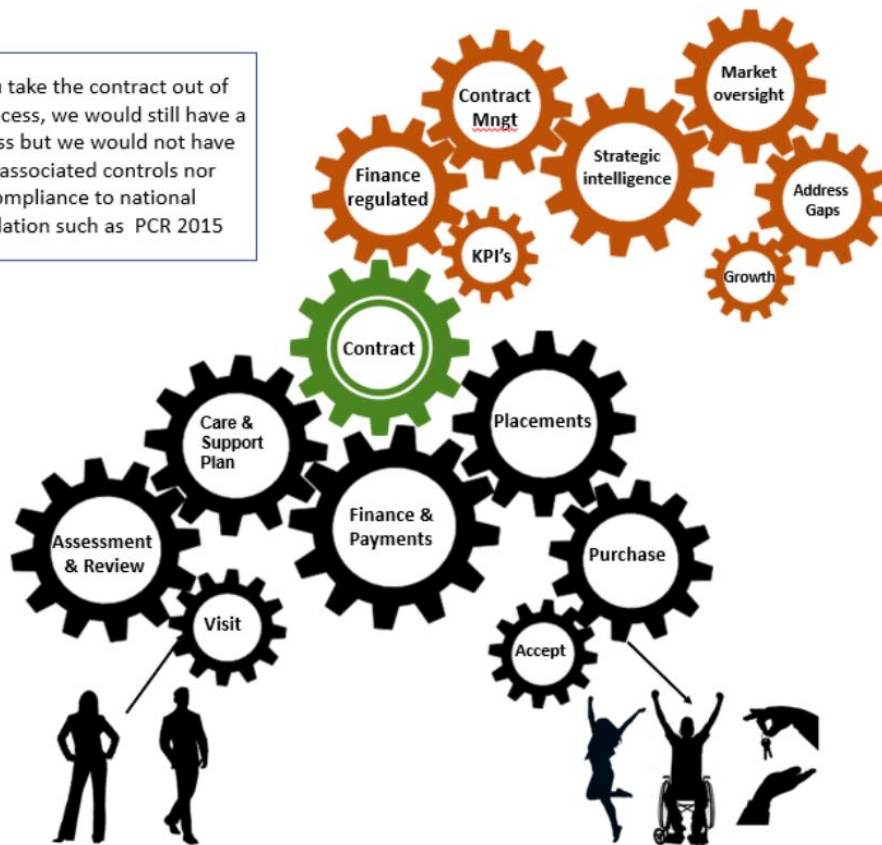 take the contract out of
cess, we would still have a
ss but we would not have
associated controls nor
ompliance to national
lation such as PCR 2015
Market
oversight
Contract
Mngt
Strategic
intelligence
Finance
regulated
Address
Gaps
KPI's
Growth
Contract
Care &
Support
Plan
Placements
Finance &
Payments
Assessment
& Review
Purchase
Visit
Accept